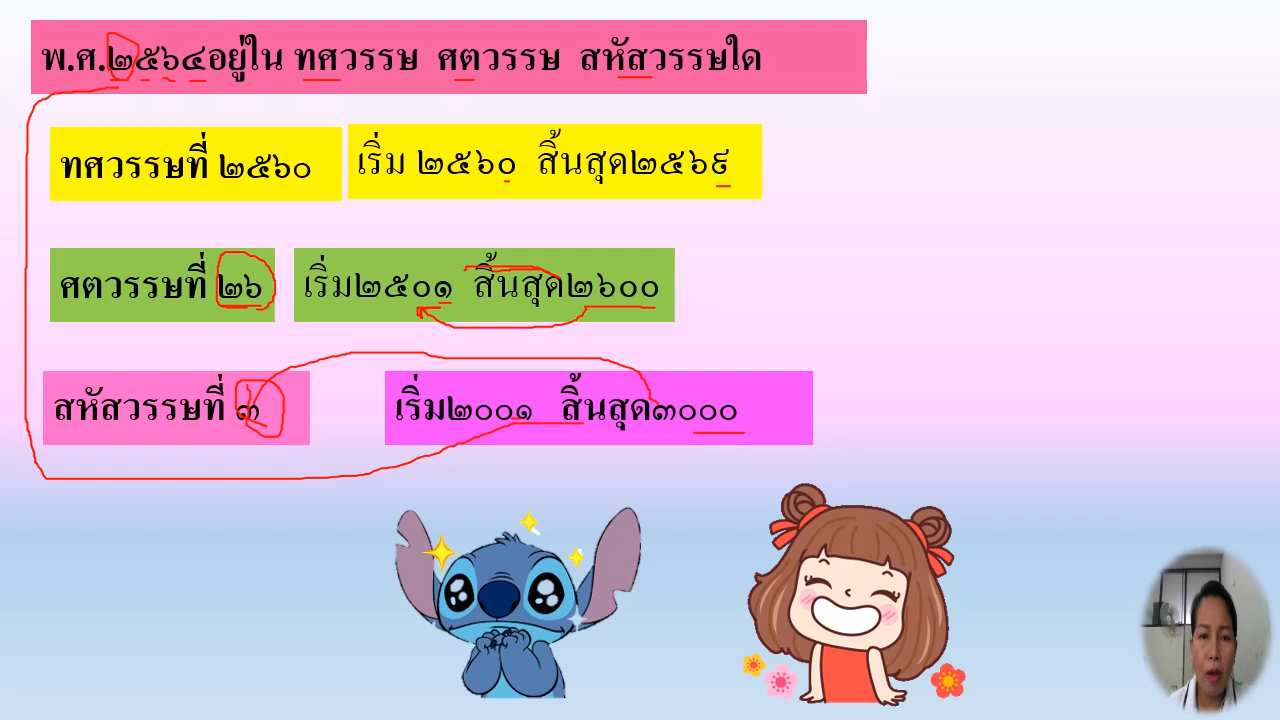 พ.ศ.๒๕๖๔อยู่ใน ทศวรรษ ศตวรรษ สหัสวรรษใด
ทศวรรษที่ ๒๕๖๐ เริ่ม ๒๕๖๐ สิ้นสุด๒๕๖๙
ศตวรรษที่ ๒๖ เริ่ม๒๕๐๑ สิ้นสุด๒๖๐๐
สหัสวรรษที่ ๓ เริ่ม๒๐๐๑ สิ้นสุด๓๐๐๐